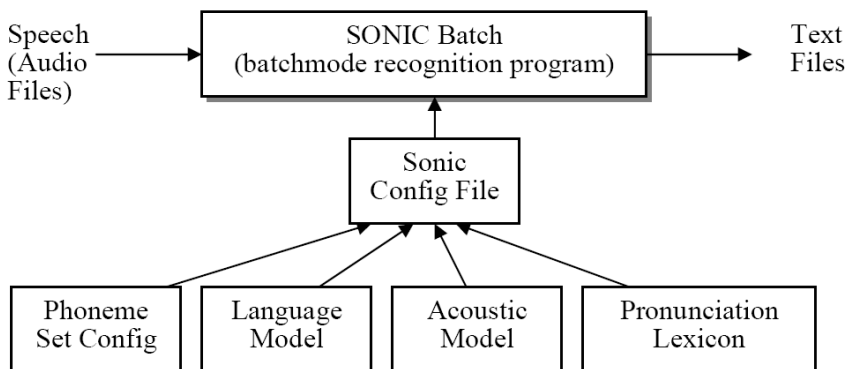 Speech
(Audio
Files)
SONIC Batch
(batchmode recognition program)
Text
Files
Sonic
Config File
Phoneme
Set Config
Language
Model
Acoustic
Model
Pronunciation
Lexicon